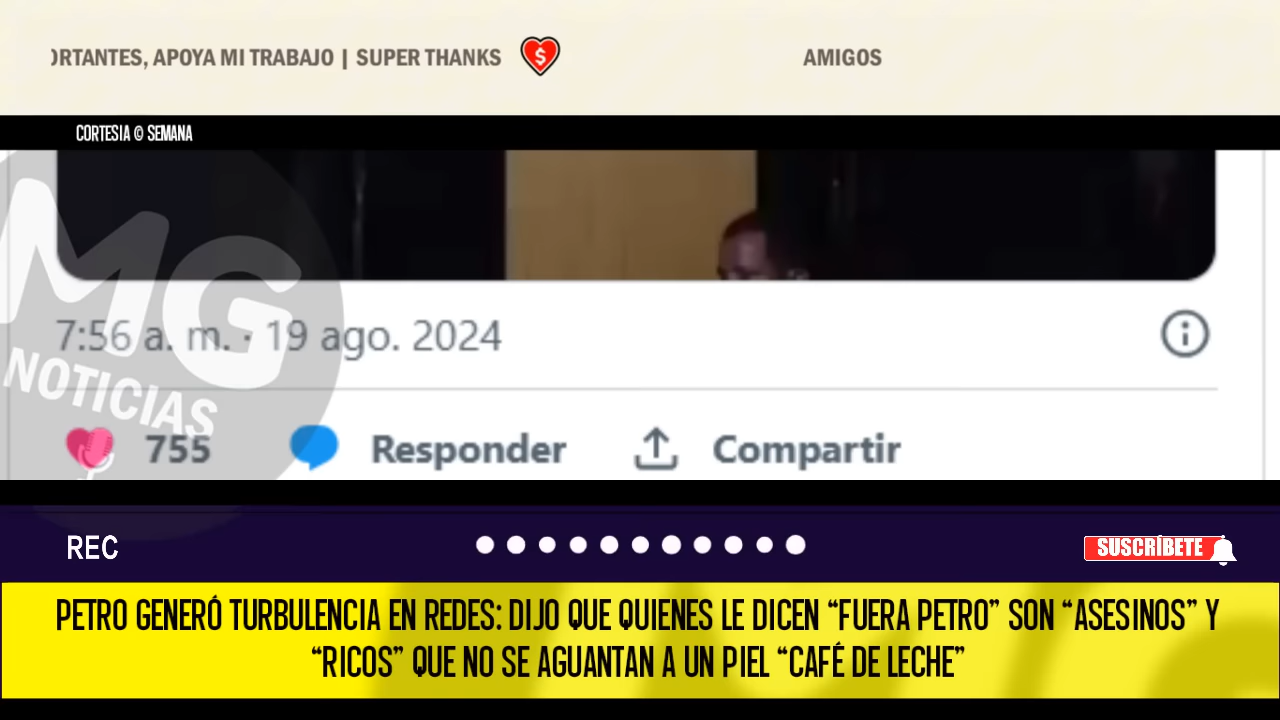 ORTANTES, APOYA MI TRABAJO | SUPER THANKS AMIGOS
CORTESIA © SEMANA
MG
NOTICIAS
7:56 a. m. · 19 ago. 2024
755 Responder Compartir
REC
SUSCRÍBETE
PETRO GENERÓ TURBULENCIA EN REDES: DIJO QUE QUIENES LE DICEN “FUERA PETRO” SON “ASESINOS” Y
“RICOS” QUE NO SE AGUANTAN A UN PIEL “CAFÉ DE LECHE”